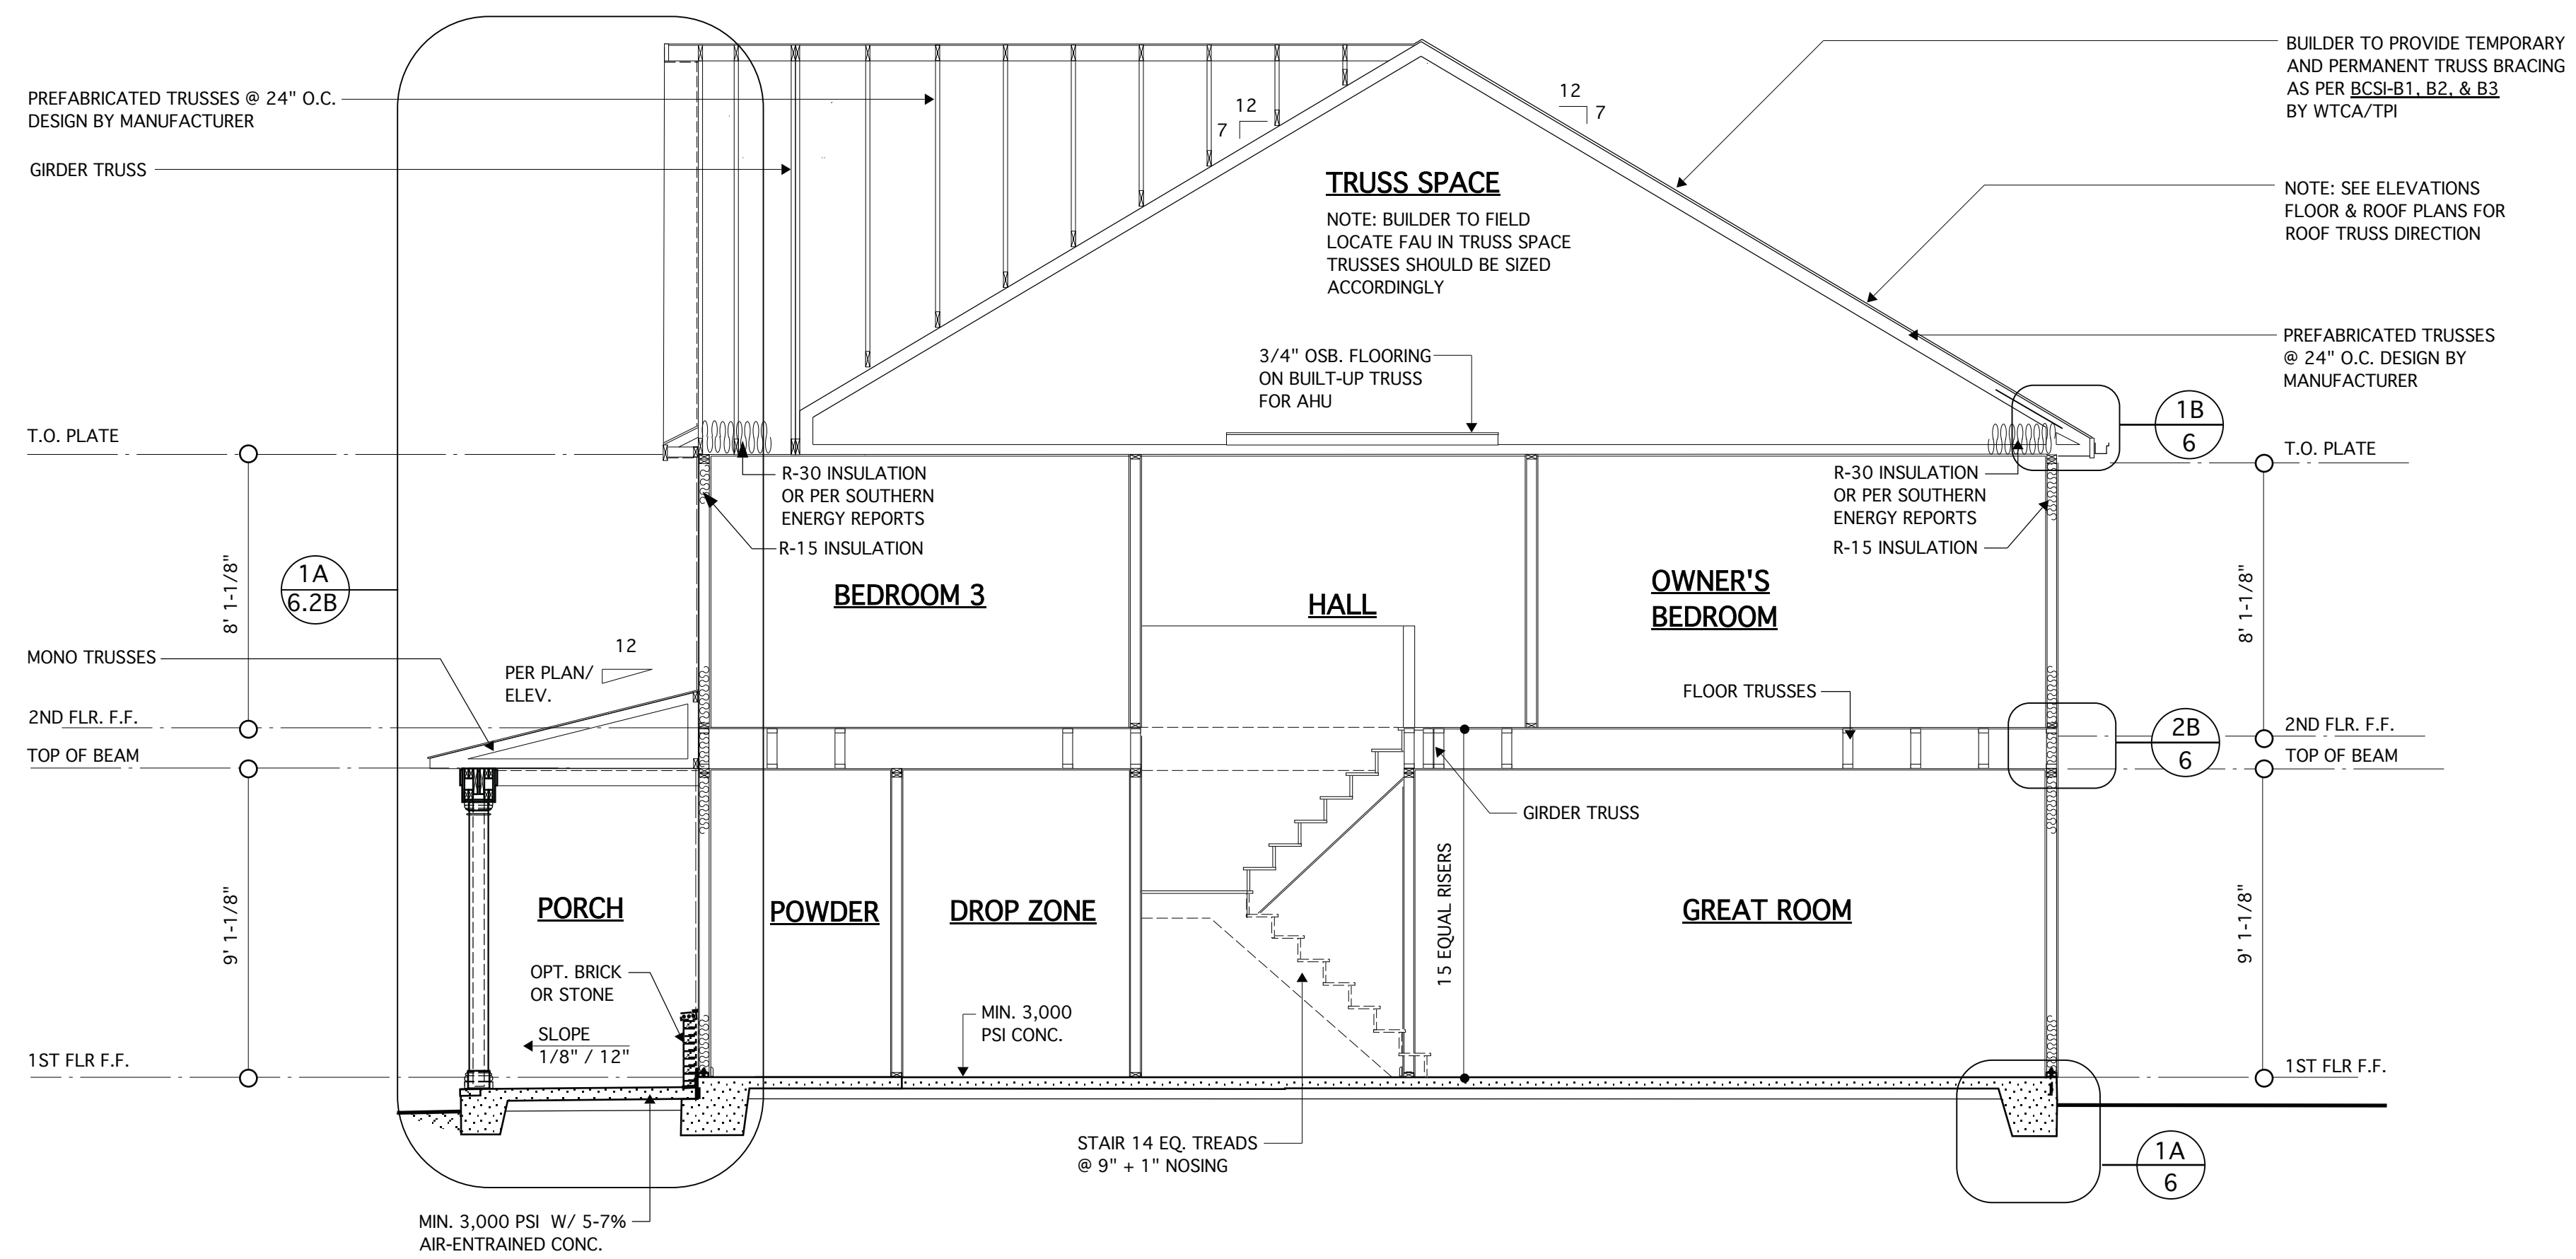 PREFABRICATED TRUSSES @ 24" O.C.
DESIGN BY MANUFACTURER
GIRDER TRUSS
T.O. PLATE
8' 1-1/8"
1A
6.2B
MONO TRUSSES
12
PER PLAN/
ELEV.
2ND FLR. F.F.
TOP OF BEAM
9' 1-1/8"
1ST FLR F.F.
PORCH
OPT. BRICK
OR STONE
SLOPE
1/8" / 12"
MIN. 3,000 PSI W/ 5-7%
AIR-ENTRAINED CONC.
12
7
12
7
TRUSS SPACE
NOTE: BUILDER TO FIELD
LOCATE FAU IN TRUSS SPACE
TRUSSES SHOULD BE SIZED
ACCORDINGLY
3/4" OSB. FLOORING
ON BUILT-UP TRUSS
FOR AHU
R-30 INSULATION
OR PER SOUTHERN
ENERGY REPORTS
R-15 INSULATION
BEDROOM 3
HALL
OWNER'S
BEDROOM
R-30 INSULATION
OR PER SOUTHERN
ENERGY REPORTS
R-15 INSULATION
FLOOR TRUSSES
GIRDER TRUSS
POWDER
DROP ZONE
15 EQUAL RISERS
GREAT ROOM
MIN. 3,000
PSI CONC.
STAIR 14 EQ. TREADS
@ 9" + 1" NOSING
BUILDER TO PROVIDE TEMPORARY
AND PERMANENT TRUSS BRACING
AS PER BCSI-B1, B2, & B3
BY WTCA/TPI
NOTE: SEE ELEVATIONS
FLOOR & ROOF PLANS FOR
ROOF TRUSS DIRECTION
PREFABRICATED TRUSSES
@ 24" O.C. DESIGN BY
MANUFACTURER
1B
6
T.O. PLATE
8' 1-1/8"
2B
6
2ND FLR. F.F.
TOP OF BEAM
9' 1-1/8"
1ST FLR F.F.
1A
6